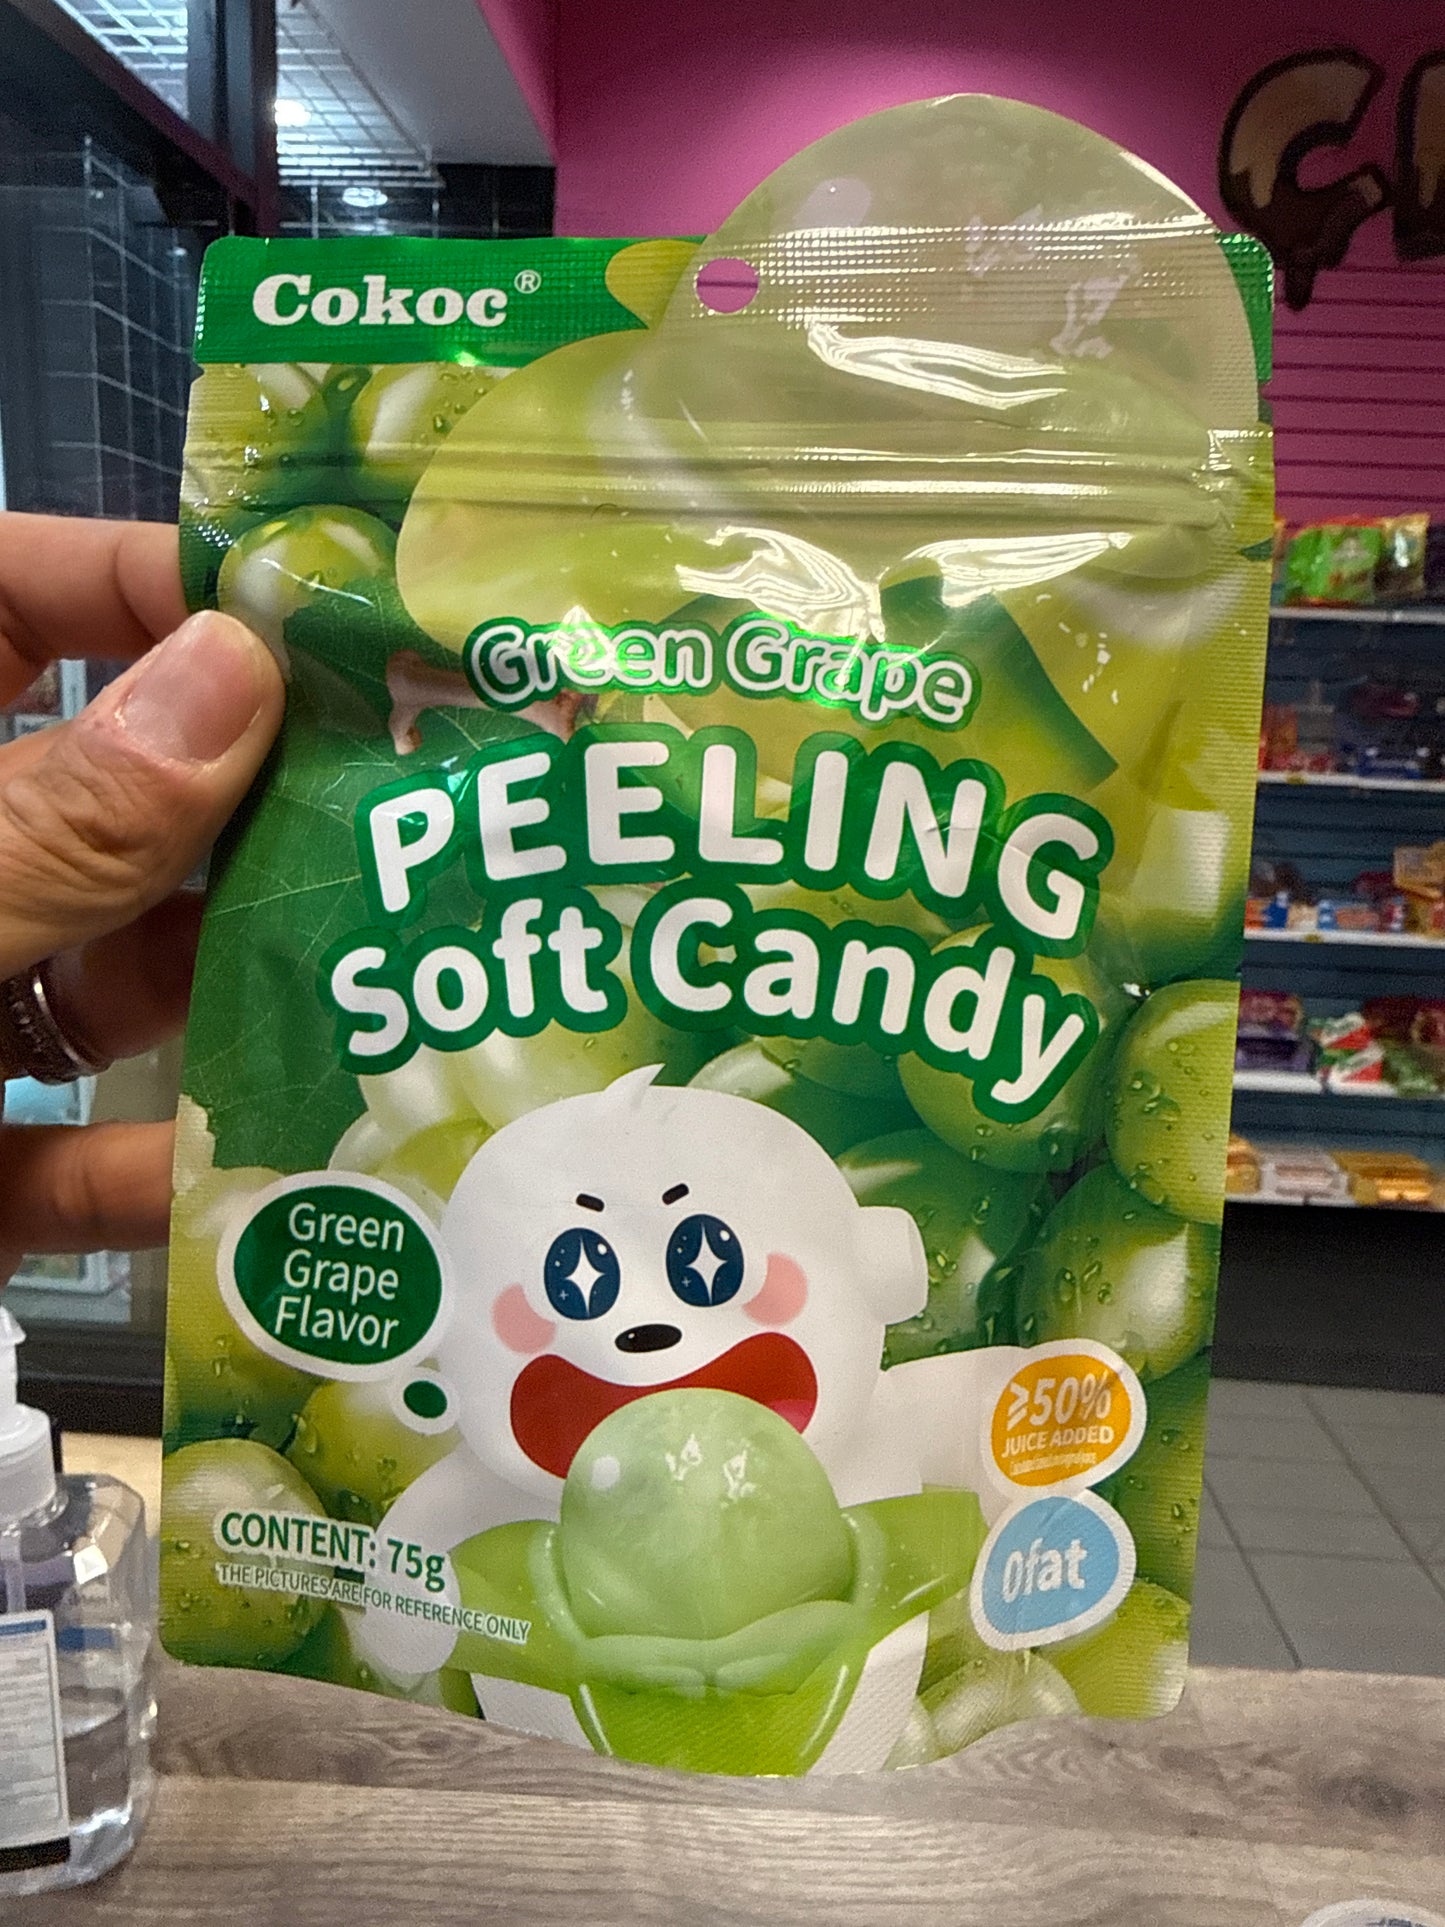 Cokoc®
Green Grape
PEELING
Soft Candy
Green
Grape
Flavor
≥50%
JUICE ADDED
0fat
CONTENT: 75g
THE PICTURES ARE FOR REFERENCE ONLY